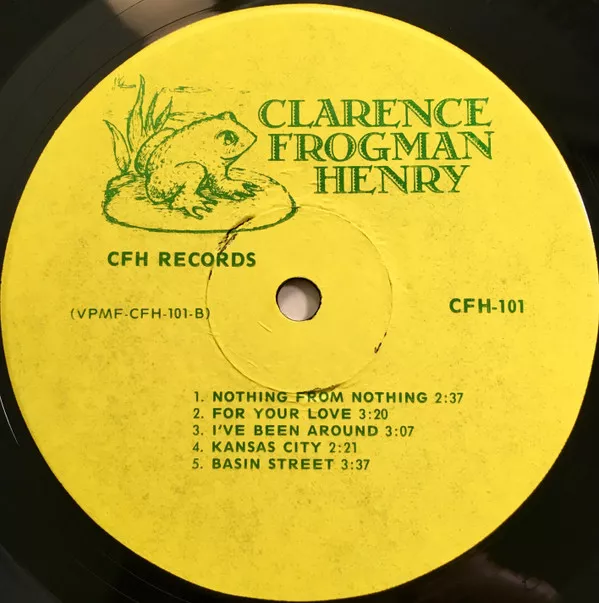 CLARENCE
FROGMAN
HENRY
CFH RECORDS
(VPMF-CFH-101-B)
CFH-101
1. NOTHING FROM NOTHING 2:37
2. FOR YOUR LOVE 3:20
3. I'VE BEEN AROUND 3:07
4. KANSAS CITY 2:21
5. BASIN STREET 3:37